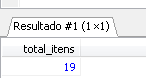 Resultado #1 (1×1)
total_itens
19